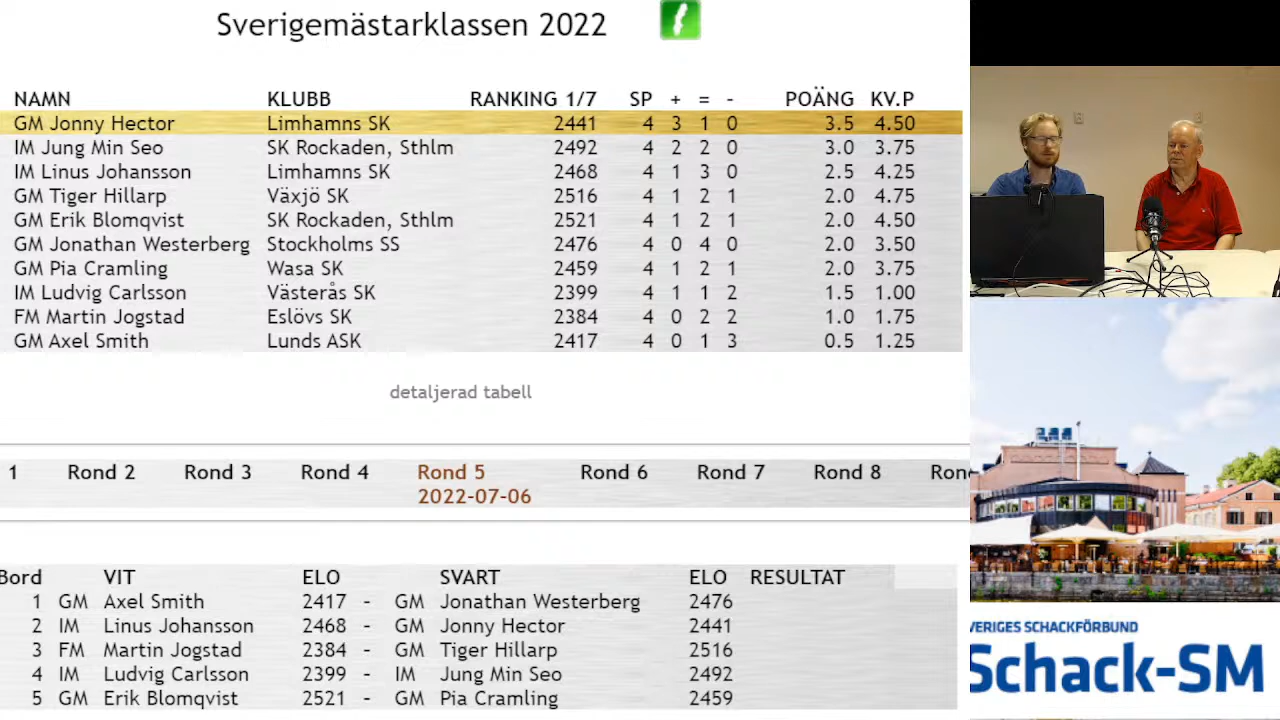 Sverigemästarklassen 2022
NAMN KLUBB RANKING 1/7 SP + = - POÄNG KV.P
GM Jonny Hector Limhamns SK 2441 4 3 1 0 3.5 4.50
IM Jung Min Seo SK Rockaden, Sthlm 2492 4 2 2 0 3.0 3.75
IM Linus Johansson Limhamns SK 2468 4 1 3 0 2.5 4.25
GM Tiger Hillarp Växjö SK 2516 4 1 2 1 2.0 4.75
GM Erik Blomqvist SK Rockaden, Sthlm 2521 4 1 2 1 2.0 4.50
GM Jonathan Westerberg Stockholms SS 2476 4 0 4 0 2.0 3.50
GM Pia Cramling Wasa SK 2459 4 1 2 1 2.0 3.75
IM Ludvig Carlsson Västerås SK 2399 4 1 1 2 1.5 1.00
FM Martin Jogstad Eslövs SK 2384 4 0 2 2 1.0 1.75
GM Axel Smith Lunds ASK 2417 4 0 1 3 0.5 1.25
detaljerad tabell
1 Rond 2 Rond 3 Rond 4 Rond 5 Rond 6 Rond 7 Rond 8 Ron
2022-07-06
Bord VIT ELO SVART ELO RESULTAT
1 GM Axel Smith 2417 - GM Jonathan Westerberg 2476
2 IM Linus Johansson 2468 - GM Jonny Hector 2441
3 FM Martin Jogstad 2384 - GM Tiger Hillarp 2516
4 IM Ludvig Carlsson 2399 - IM Jung Min Seo 2492
5 GM Erik Blomqvist 2521 - GM Pia Cramling 2459
VERIGES SCHACKFÖRBUND
Schack-SM